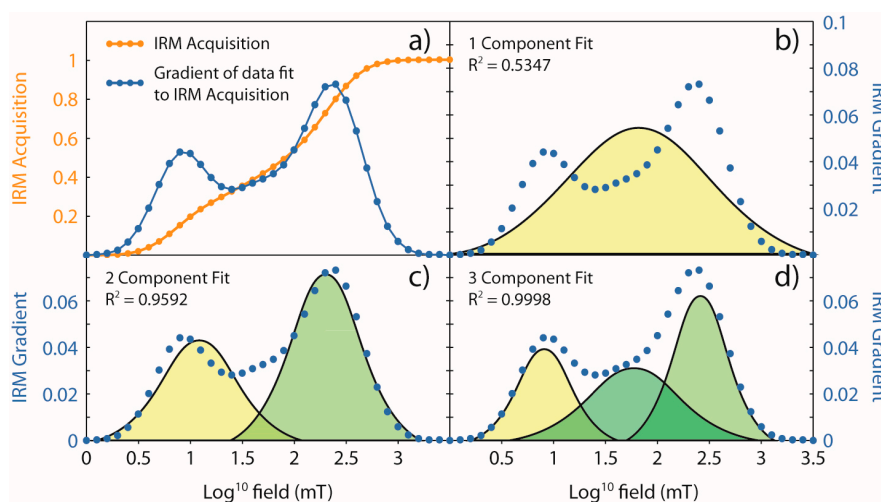 IRM Acquisition
Gradient of data fit
to IRM Acquisition
a)
IRM Acquisition
1
0.8
0.6
0.4
0.2
1 Component Fit
R² = 0.5347
b)
0.1
0.08
0.06
0.04
0.02
0
IRM Gradient
2 Component Fit
R² = 0.9592
c)
IRM Gradient
0.06
0.04
0.02
0
0
0.5
1
1.5
2
2.5
3
Log¹⁰ field (mT)
3 Component Fit
R² = 0.9998
d)
0.06
0.04
0.02
0
IRM Gradient
0.5
1
1.5
2
2.5
3.0
3.5
Log¹⁰ field (mT)